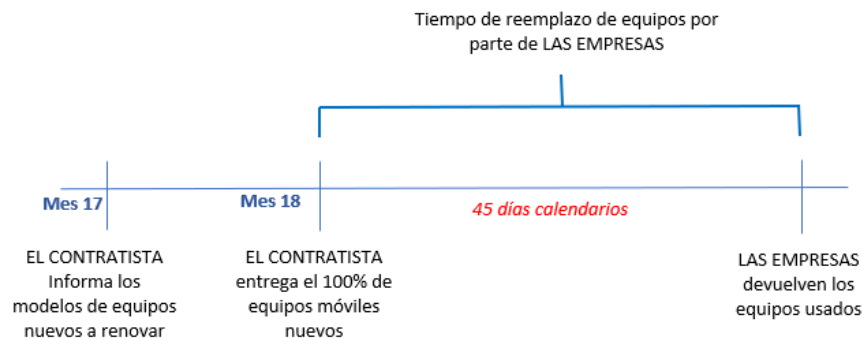 Tiempo de reemplazo de equipos por
parte de LAS EMPRESAS
Mes 17
Mes 18
45 días calendarios
EL CONTRATISTA
Informa los
modelos de equipos
nuevos a renovar
EL CONTRATISTA
entrega el 100% de
equipos móviles
nuevos
LAS EMPRESAS
devuelven los
equipos usados